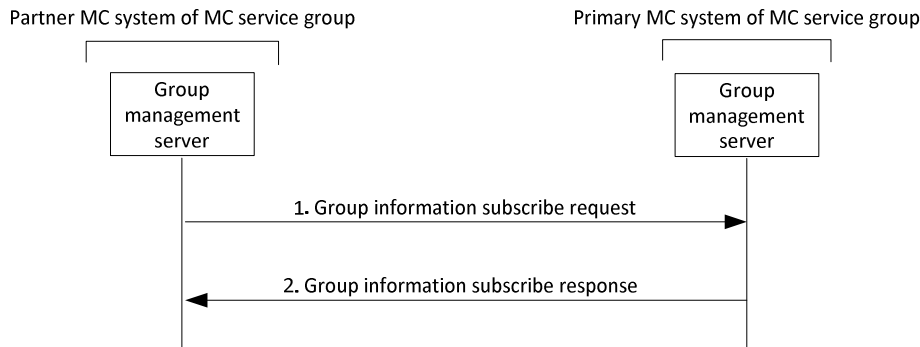 Partner MC system of MC service group
Primary MC system of MC service group
Group
management
server
Group
management
server
1. Group information subscribe request
2. Group information subscribe response